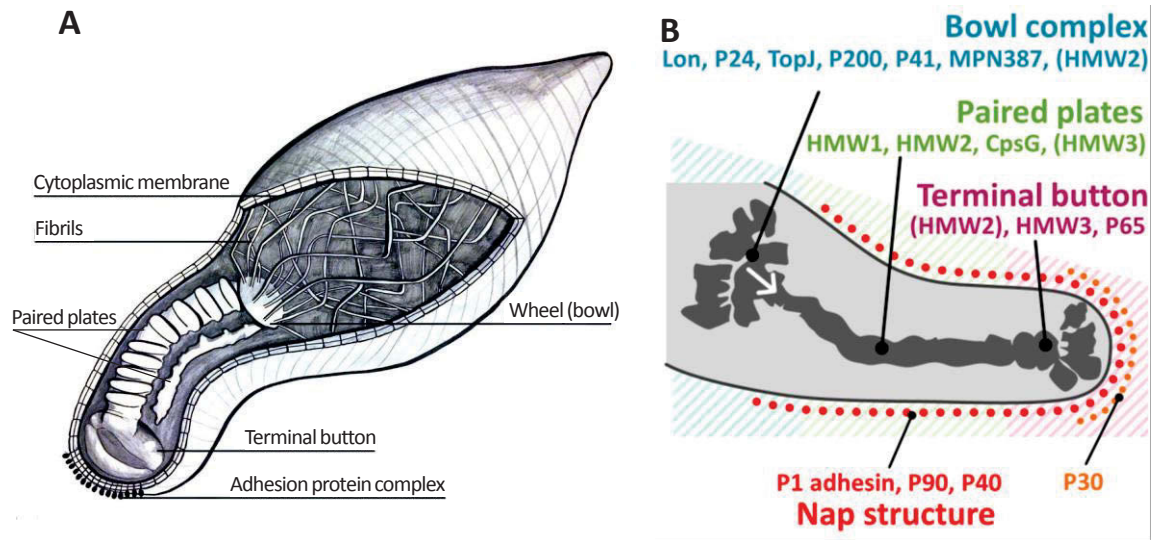 A
Cytoplasmic membrane
Fibrils
Paired plates
Wheel (bowl)
Terminal button
Adhesion protein complex
B
Bowl complex
Lon, P24, TopJ, P200, P41, MPN387, (HMW2)
Paired plates
HMW1, HMW2, CpsG, (HMW3)
Terminal button
(HMW2), HMW3, P65
P1 adhesin, P90, P40
P30
Nap structure